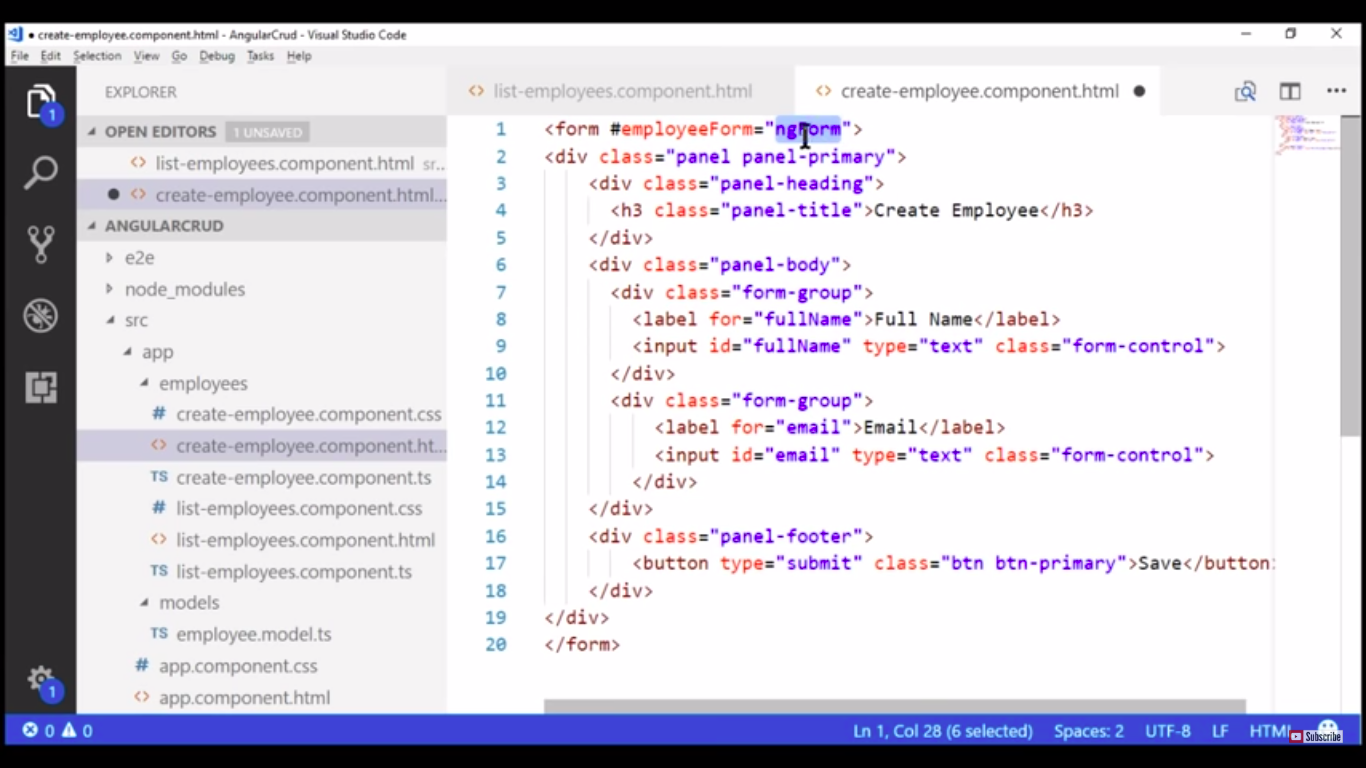 create-employee.component.html - AngularCrud - Visual Studio Code
File Edit Selection View Go Debug Tasks Help
EXPLORER
OPEN EDITORS 1 UNSAVED
list-employees.component.html sr...
create-employee.component.html...
ANGULARCRUD
e2e
node_modules
src
app
employees
create-employee.component.css
create-employee.component.ht...
create-employee.component.ts
list-employees.component.css
list-employees.component.html
list-employees.component.ts
models
employee.model.ts
app.component.css
app.component.html
list-employees.component.html create-employee.component.html
1 <form #employeeForm="ngForm">
2 <div class="panel panel-primary">
3 <div class="panel-heading">
4 <h3 class="panel-title">Create Employee</h3>
5 </div>
6 <div class="panel-body">
7 <div class="form-group">
8 <label for="fullName">Full Name</label>
9 <input id="fullName" type="text" class="form-control">
10 </div>
11 <div class="form-group">
12 <label for="email">Email</label>
13 <input id="email" type="text" class="form-control">
14 </div>
15 </div>
16 <div class="panel-footer">
17 <button type="submit" class="btn btn-primary">Save</button
18 </div>
19 </div>
20 </form>
1
1
0 0 Ln 1, Col 28 (6 selected) Spaces: 2 UTF-8 LF HTML
Subscribe